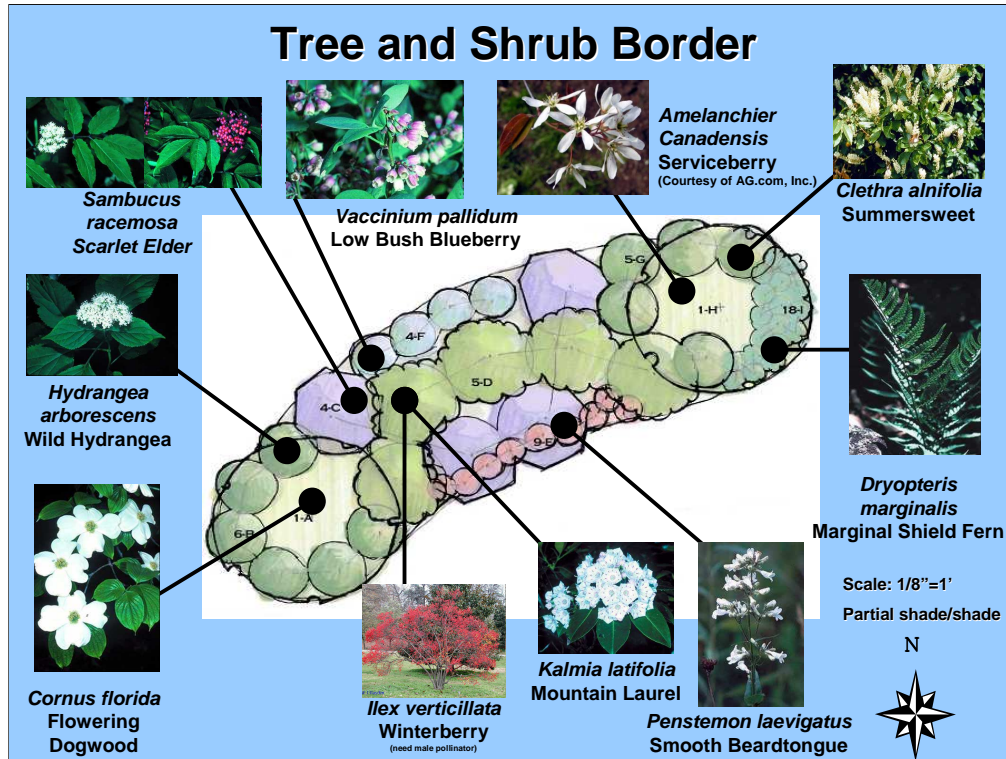 Tree and Shrub Border
Sambucus
racemosa
Scarlet Elder
Vaccinium pallidum
Low Bush Blueberry
Amelanchier
Canadensis
Serviceberry
(Courtesy of AG.com, Inc.)
Clethra alnifolia
Summersweet
Hydrangea
arborescens
Wild Hydrangea
5-G
1-H
18-I
4-F
5-D
4-C
9-E
1-A
6-B
Dryopteris
marginalis
Marginal Shield Fern
Cornus florida
Flowering
Dogwood
Ilex verticillata
Winterberry
(need male pollinator)
Kalmia latifolia
Mountain Laurel
Penstemon laevigatus
Smooth Beardtongue
Scale: 1/8”=1’
Partial shade/shade
N